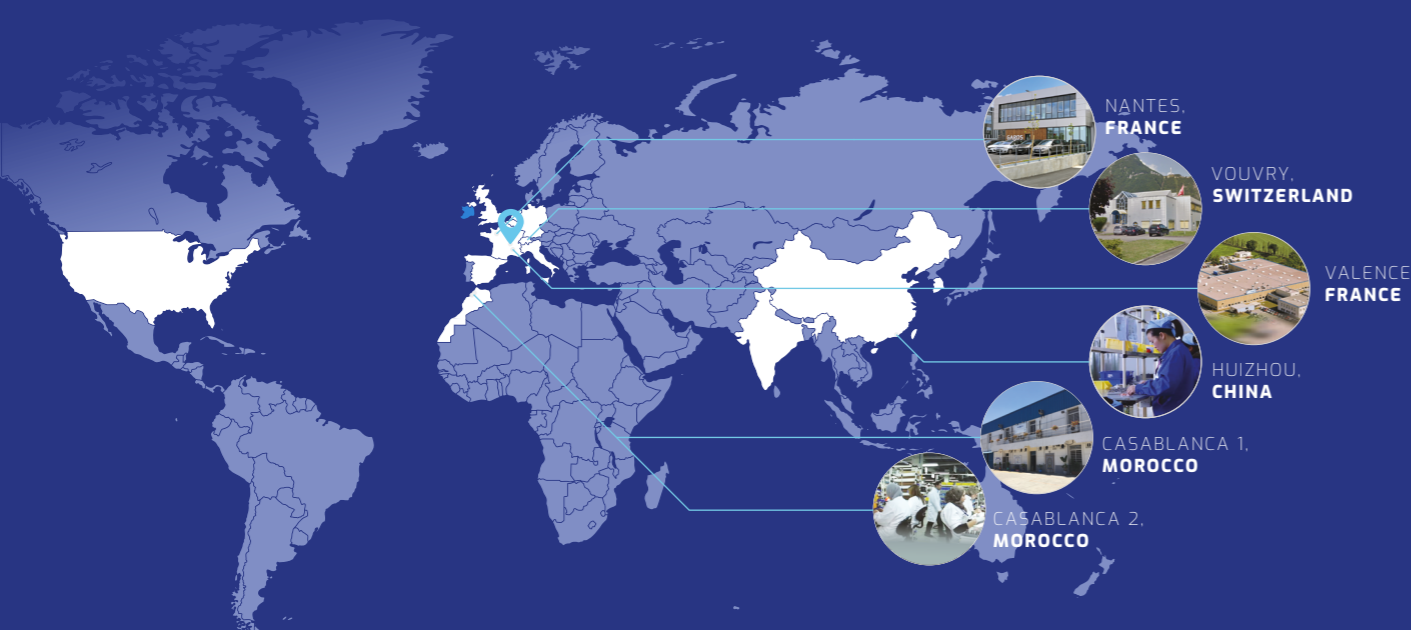 NANTES,
FRANCE
VOUVRY,
SWITZERLAND
VALENCE
FRANCE
HUIZHOU,
CHINA
CASABLANCA 1,
MOROCCO
CASABLANCA 2,
MOROCCO